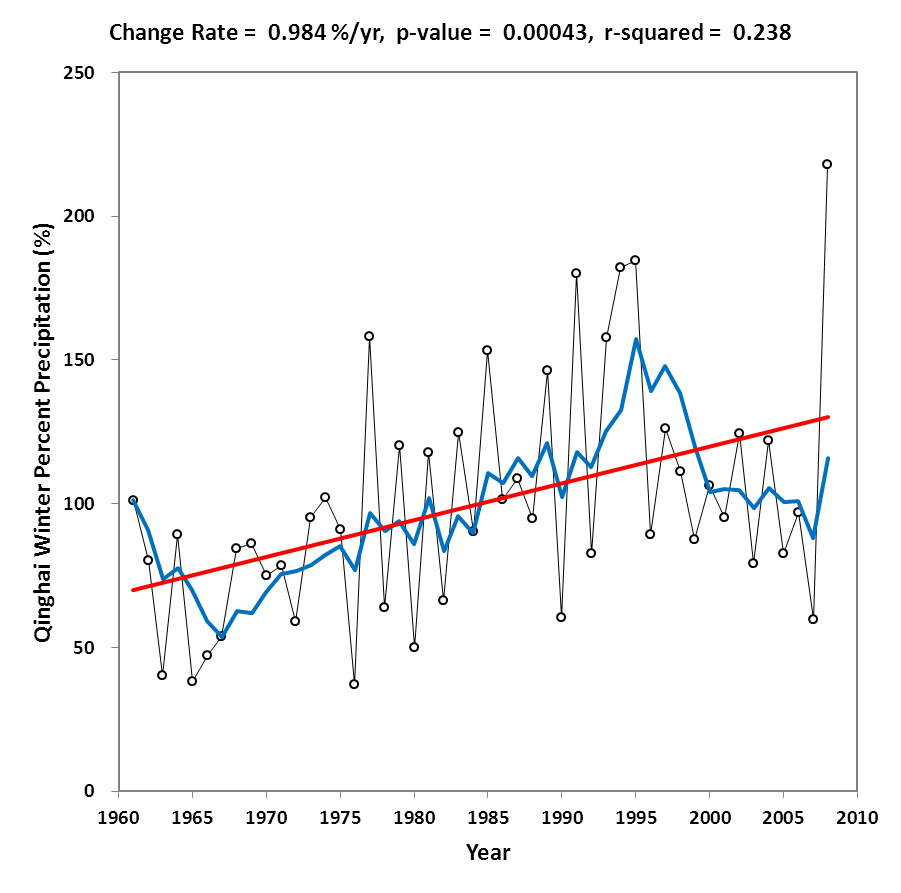 Change Rate = 0.984 %/yr, p-value = 0.00043, r-squared = 0.238
Qinghai Winter Percent Precipitation (%)
250
200
150
100
50
0
1960 1965 1970 1975 1980 1985 1990 1995 2000 2005 2010
Year